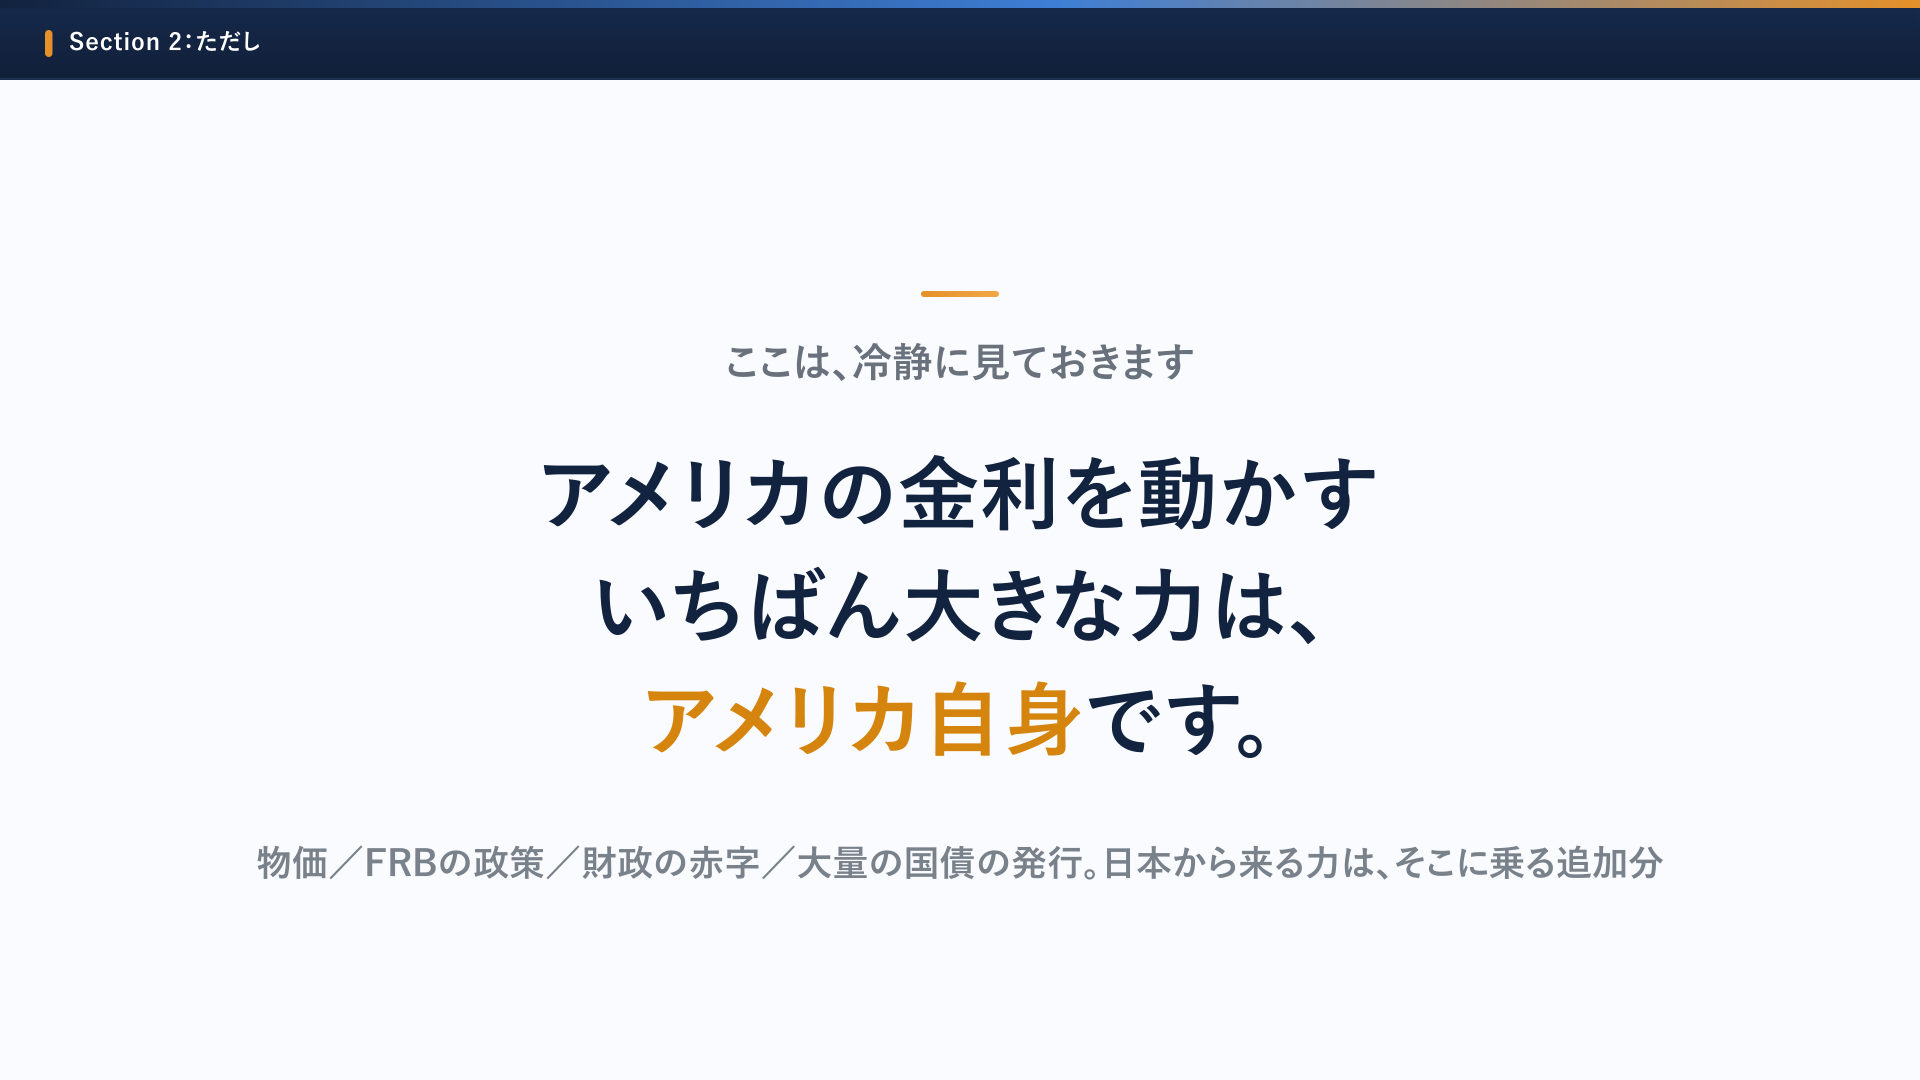 Section 2：ただし
ここは、冷静に見ておきます
アメリカの金利を動かす
いちばん大きな力は、
アメリカ自身です。
物価／FRBの政策／財政の赤字／大量の国債の発行。日本から来る力は、そこに乗る追加分